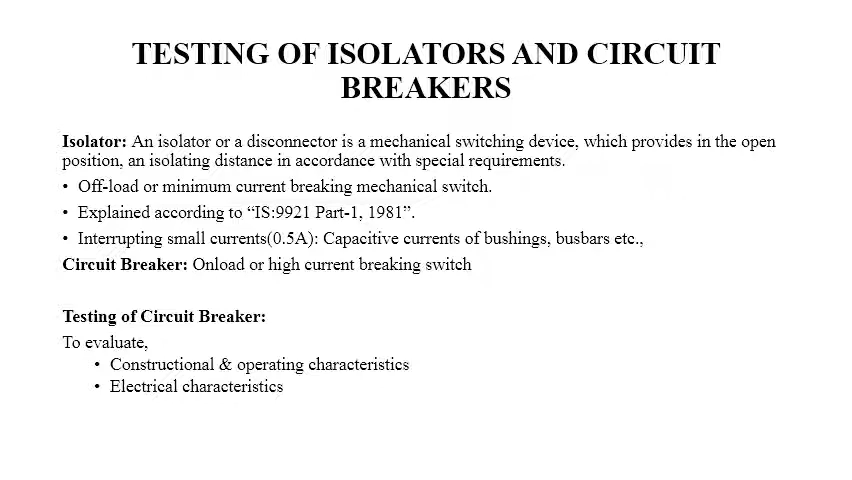 TESTING OF ISOLATORS AND CIRCUIT
BREAKERS
Isolator: An isolator or a disconnector is a mechanical switching device, which provides in the open
position, an isolating distance in accordance with special requirements.
• Off-load or minimum current breaking mechanical switch.
• Explained according to “IS:9921 Part-1, 1981”.
• Interrupting small currents(0.5A): Capacitive currents of bushings, busbars etc.,
Circuit Breaker: Onload or high current breaking switch
Testing of Circuit Breaker:
To evaluate,
• Constructional & operating characteristics
• Electrical characteristics